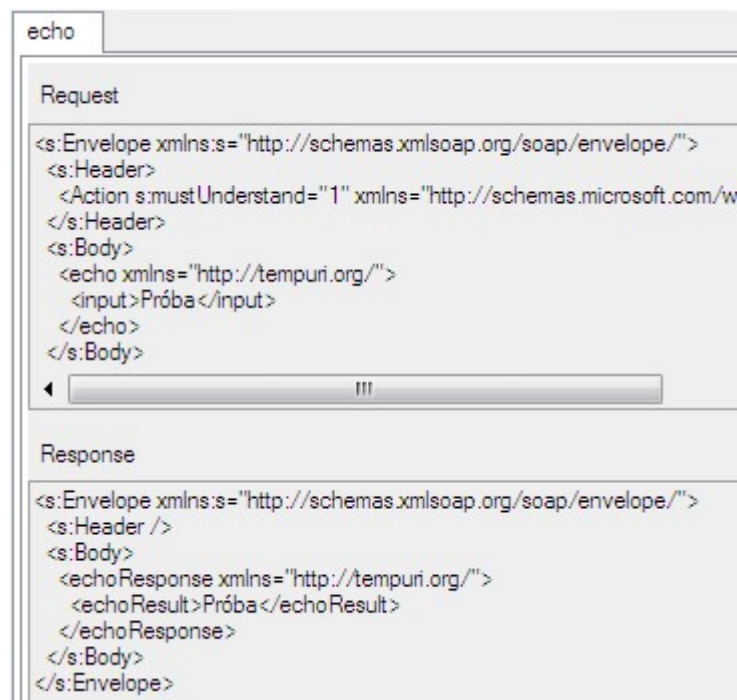 echo
Request
<s:Envelope xmlns:s="http://schemas.xmlsoap.org/soap/envelope/">
<s:Header>
<Action s:mustUnderstand="1" xmlns="http://schemas.microsoft.com/w
</s:Header>
<s:Body>
<echo xmlns="http://tempuri.org/">
<input>Próba</input>
</echo>
</s:Body>
Response
<s:Envelope xmlns:s="http://schemas.xmlsoap.org/soap/envelope/">
<s:Header />
<s:Body>
<echoResponse xmlns="http://tempuri.org/">
<echoResult>Próba</echoResult>
</echoResponse>
</s:Body>
</s:Envelope>